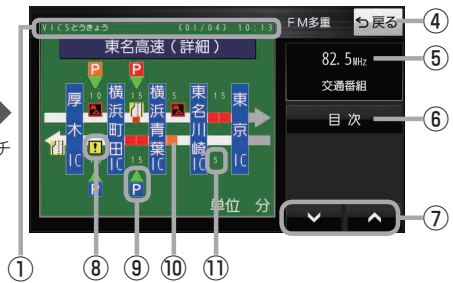 VICSとうきょう (01/04) 10:13
FM多重
戻る
④
東名高速(詳細)
82.5MHz
⑤
交通番組
P P
10 15 5 15
厚木IC
横浜町田IC
横浜青葉IC
東名川崎IC
東京IC
目次
⑥
チ
!
15 15 5
P P
単位 分
⑦
① ⑧ ⑨ ⑩ ⑪